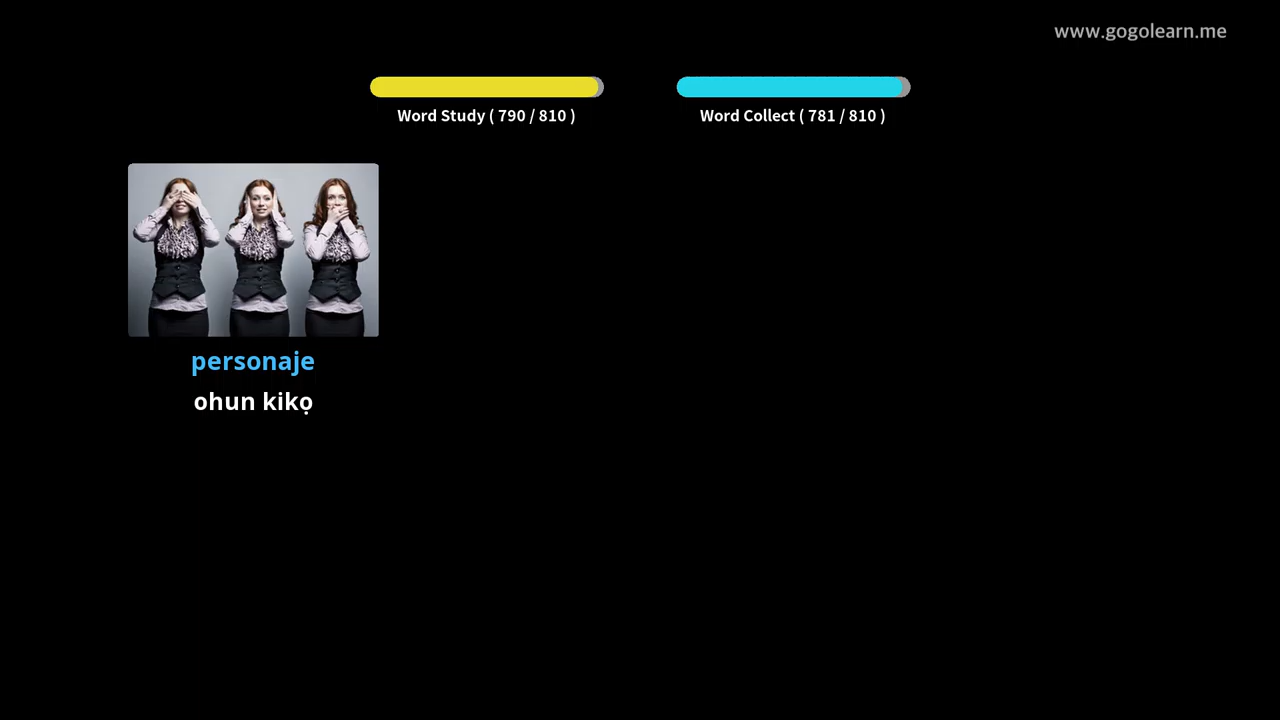 www.gogolearn.me
Word Study ( 790 / 810 )
Word Collect ( 781 / 810 )
personaje
ohun kikọ